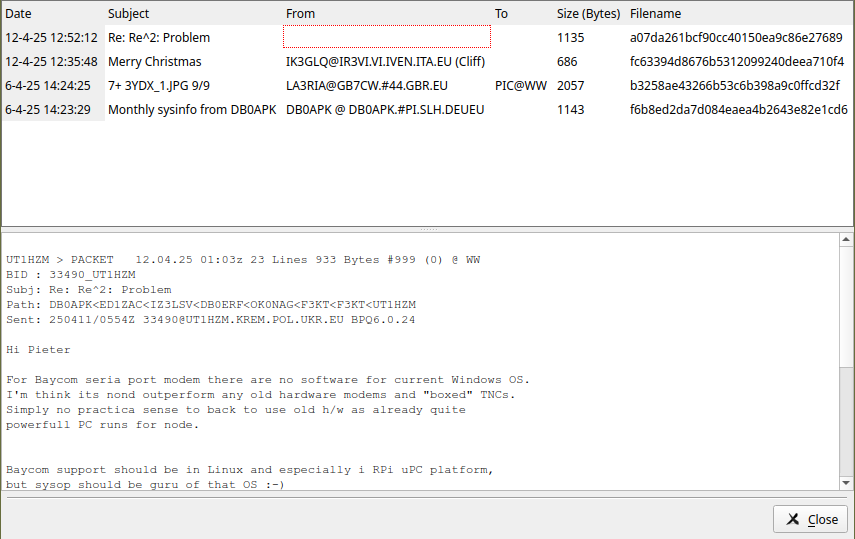 Date Subject From To Size (Bytes) Filename
12-4-25 12:52:12 Re: Re^2: Problem 1135 a07da261bcf90cc40150ea9c86e27689
12-4-25 12:35:48 Merry Christmas IK3GLQ@IR3VI.VI.IVEN.ITA.EU (Cliff) 686 fc63394d8676b5312099240deea710f4
6-4-25 14:24:25 7+ 3YDX_1.JPG 9/9 LA3RIA@GB7CW.#44.GBR.EU PIC@WW 2057 b3258ae43266b53c6b398a9c0ffcd32f
6-4-25 14:23:29 Monthly sysinfo from DB0APK DB0APK @ DB0APK.#PI.SLH.DEUEU 1143 f6b8ed2da7d084eaea4b2643e82e1cd6
UT1HZM > PACKET 12.04.25 01:03z 23 Lines 933 Bytes #999 (0) @ WW
BID : 33490_UT1HZM
Subj: Re: Re^2: Problem
Path: DB0APK<ED1ZAC<IZ3LSV<DB0ERF<OK0NAG<F3KT<F3KT<UT1HZM
Sent: 250411/0554Z 33490@UT1HZM.KREM.POL.UKR.EU BPQ6.0.24
Hi Pieter
For Baycom seria port modem there are no software for current Windows OS.
I'm think its nond outperform any old hardware modems and "boxed" TNCs.
Simply no practica sense to back to use old h/w as already quite
powerfull PC runs for node.
Baycom support should be in Linux and especially i RPi uPC platform,
but sysop should be guru of that OS :-)
Close